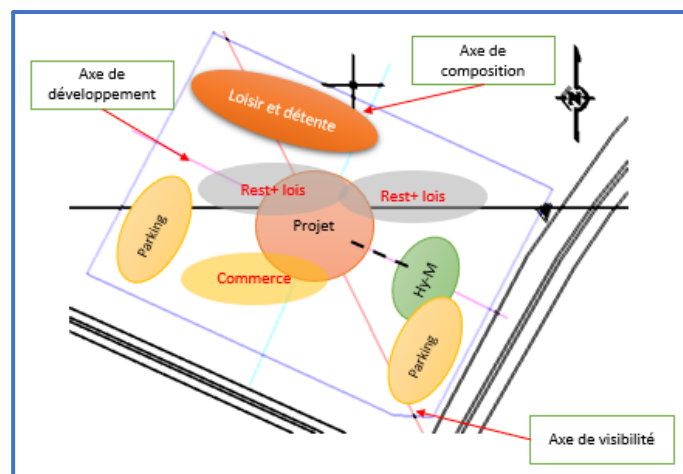 Axe de
composition
Axe de
développement
Loisir et détente
N
Rest+ lois
Rest+ lois
Parking
Projet
Commerce
Hy-M
Parking
Axe de visibilité